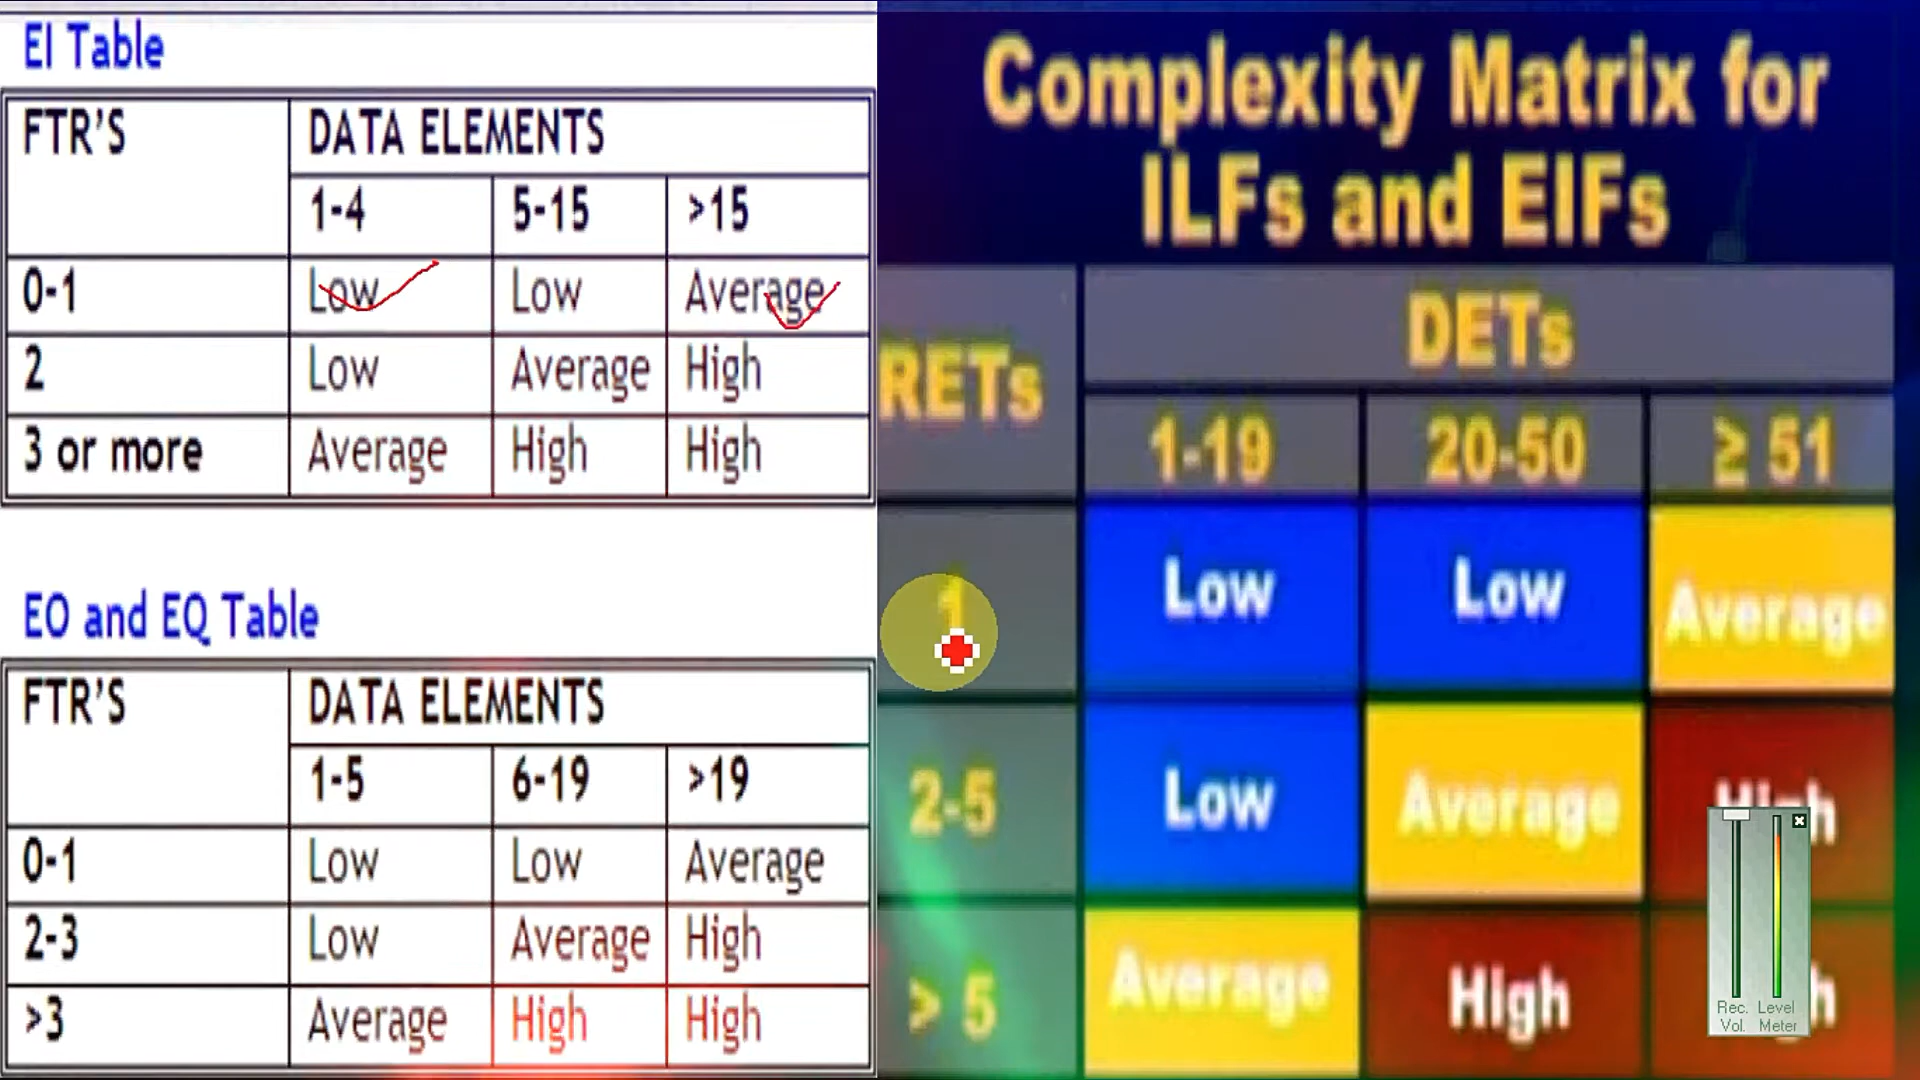 EI Table
FTR'S DATA ELEMENTS
1-4 5-15 >15
0-1 Low Low Average
2 Low Average High
3 or more Average High High
EO and EQ Table
FTR'S DATA ELEMENTS
1-5 6-19 >19
0-1 Low Low Average
2-3 Low Average High
>3 Average High High
Complexity Matrix for
ILFs and EIFs
RETs DETs
1-19 20-50 ≥ 51
1 Low Low Average
2-5 Low Average High
> 5 Average High
Rec. Level
Vol. Meter